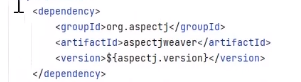 <dependency>
<groupId>org.aspectj</groupId>
<artifactId>aspectjweaver</artifactId>
<version>${aspectj.version}</version>
</dependency>